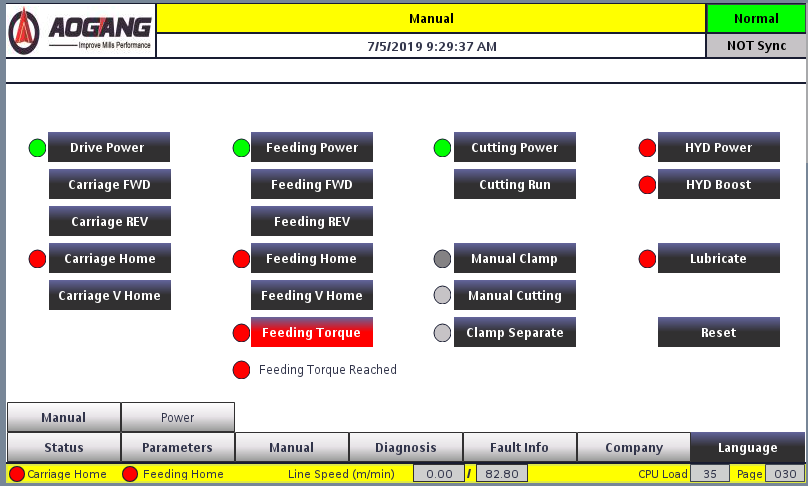 AOGANG
Improve Mills Performance
Manual
Normal
7/5/2019 9:29:37 AM
NOT Sync
Drive Power
Feeding Power
Cutting Power
HYD Power
Carriage FWD
Feeding FWD
Cutting Run
HYD Boost
Carriage REV
Feeding REV
Carriage Home
Feeding Home
Manual Clamp
Lubricate
Carriage V Home
Feeding V Home
Manual Cutting
Feeding Torque
Clamp Separate
Reset
Feeding Torque Reached
Manual
Power
Status
Parameters
Manual
Diagnosis
Fault Info
Company
Language
Carriage Home
Feeding Home
Line Speed (m/min)
0.00 / 82.80
CPU Load 35
Page 030